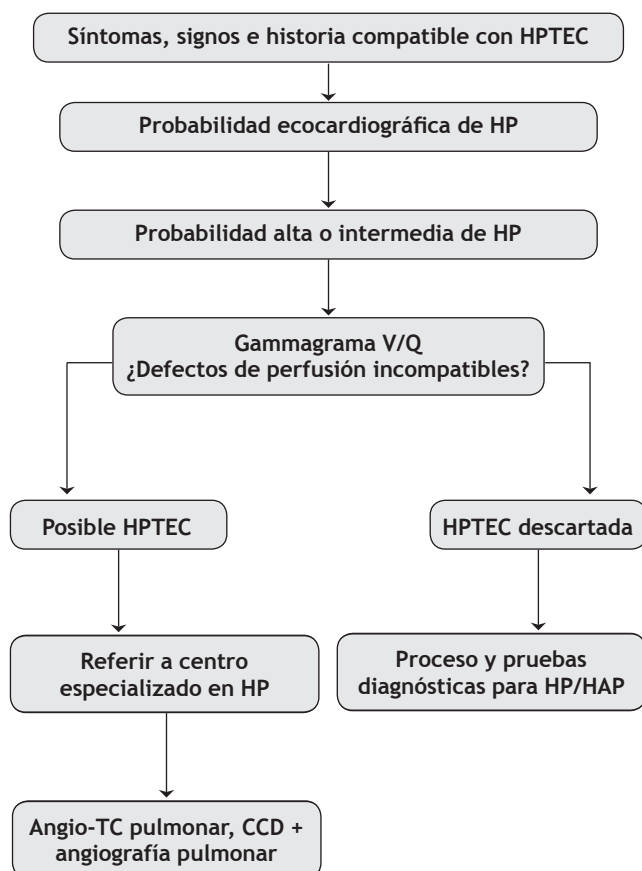 Síntomas, signos e historia compatible con HPTEC
Probabilidad ecocardiográfica de HP
Probabilidad alta o intermedia de HP
Gammagrama V/Q
¿Defectos de perfusión incompatibles?
Posible HPTEC
HPTEC descartada
Referir a centro
especializado en HP
Proceso y pruebas
diagnósticas para HP/HAP
Angio-TC pulmonar, CCD +
angiografía pulmonar